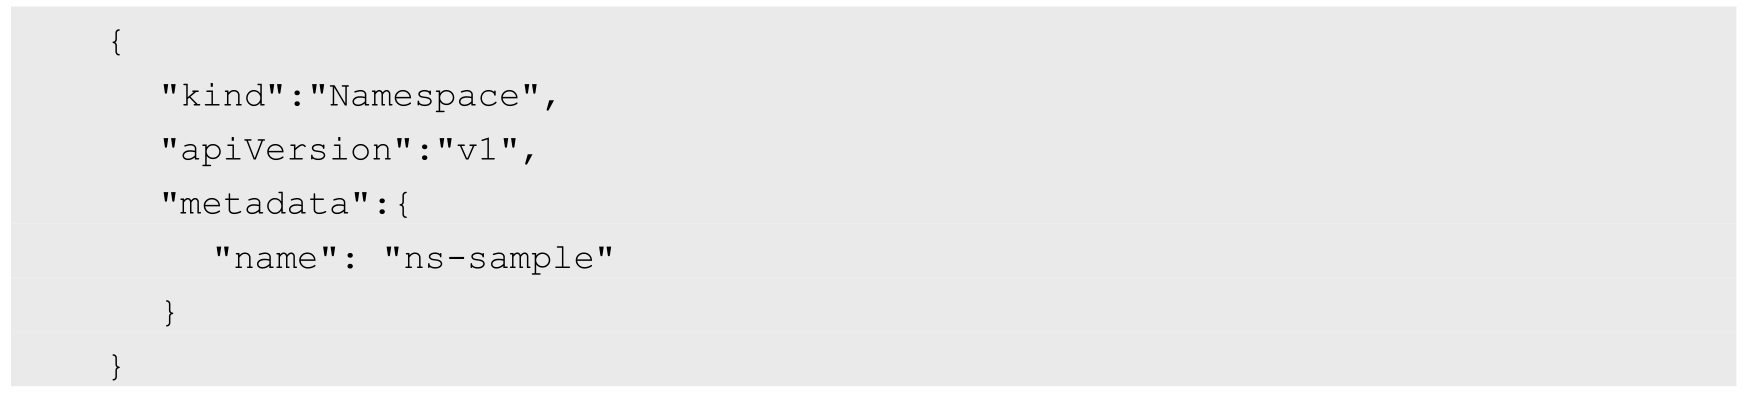 {
"kind":"Namespace",
"apiVersion":"v1",
"metadata":{
"name": "ns-sample"
}
}